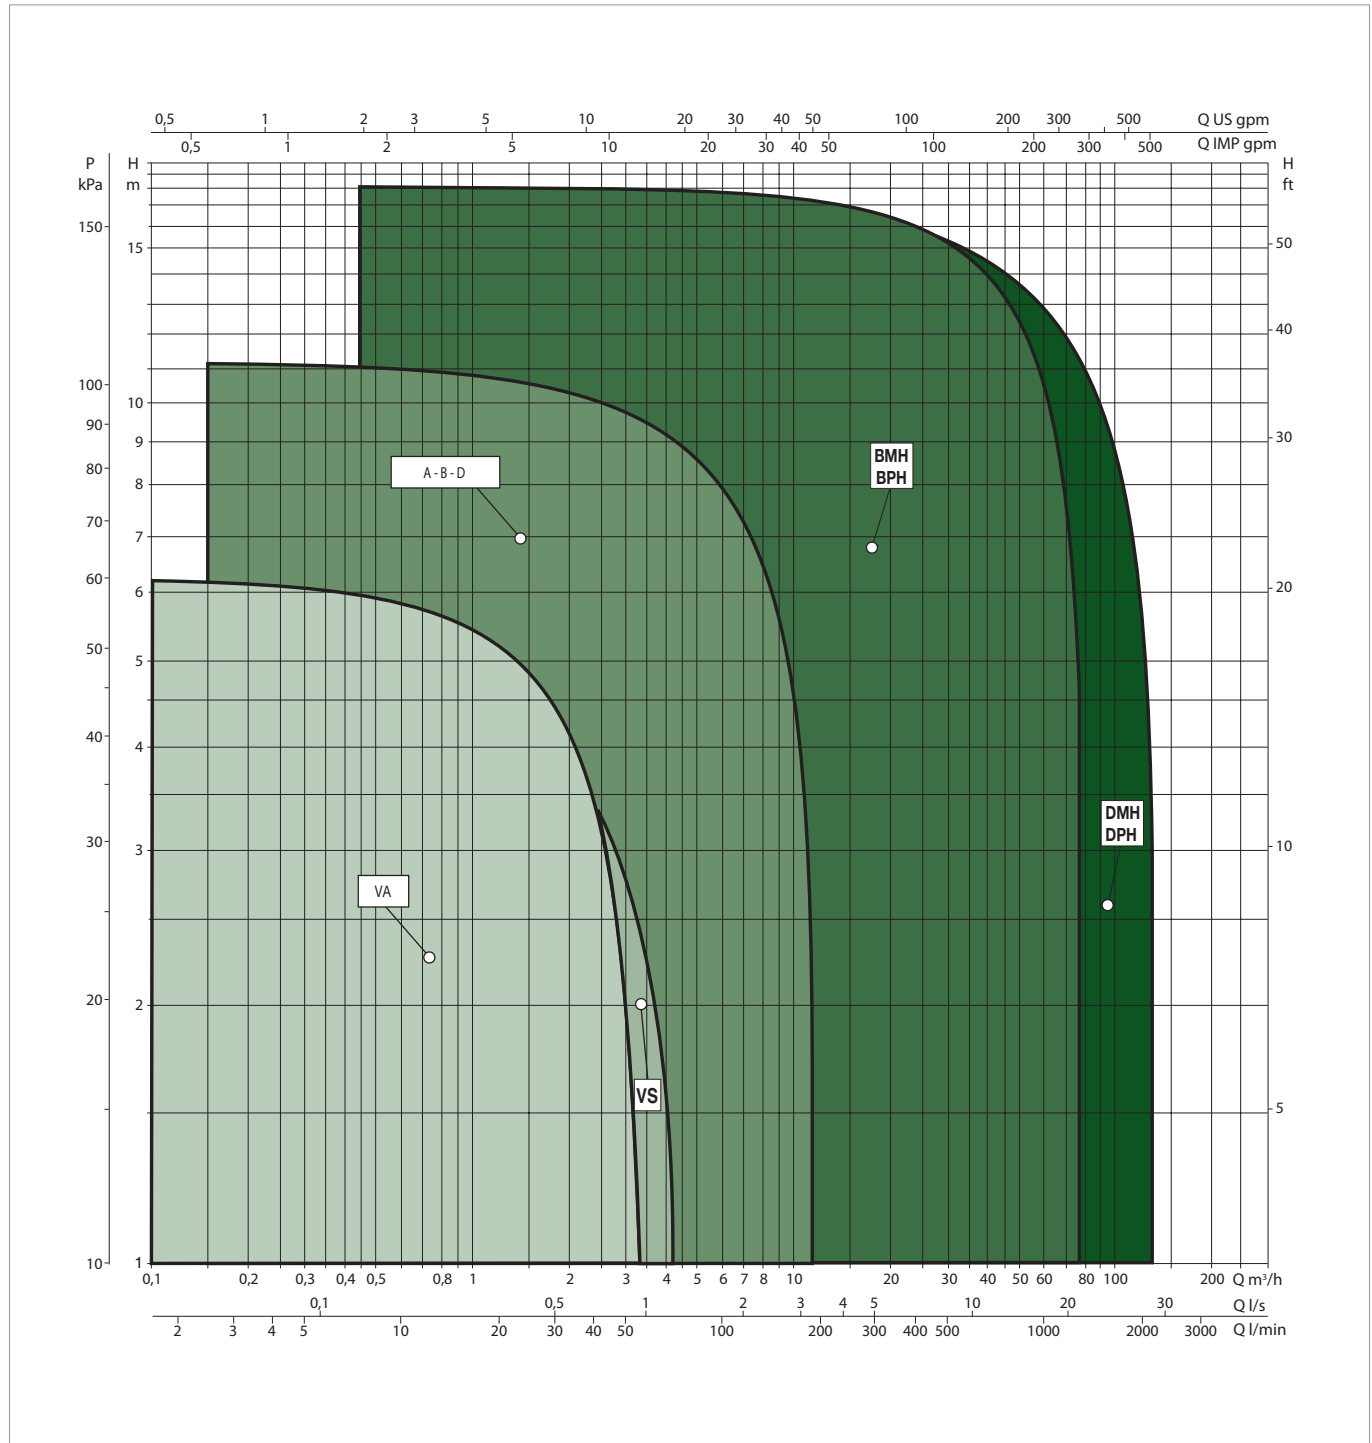 0,5 1 2 3 5 10 20 30 40 50 100 200 300 500 Q US gpm
0,5 1 2 5 10 20 30 40 50 100 200 300 500 Q IMP gpm
P
kPa
150
100
90
80
70
60
50
40
30
20
10
H
m
15
10
9
8
7
6
5
4
3
2
1
H
ft
50
40
30
20
10
5
A - B - D
BMH
BPH
DMH
DPH
VA
VS
0,1 0,2 0,3 0,4 0,5 0,8 1 2 3 4 5 6 7 8 10 20 30 40 50 60 80 100 200 Q m³/h
0,1 0,5 1 2 3 4 5 10 20 30 Q l/s
2 3 4 5 10 20 30 40 50 100 200 300 400 500 1000 2000 3000 Q l/min